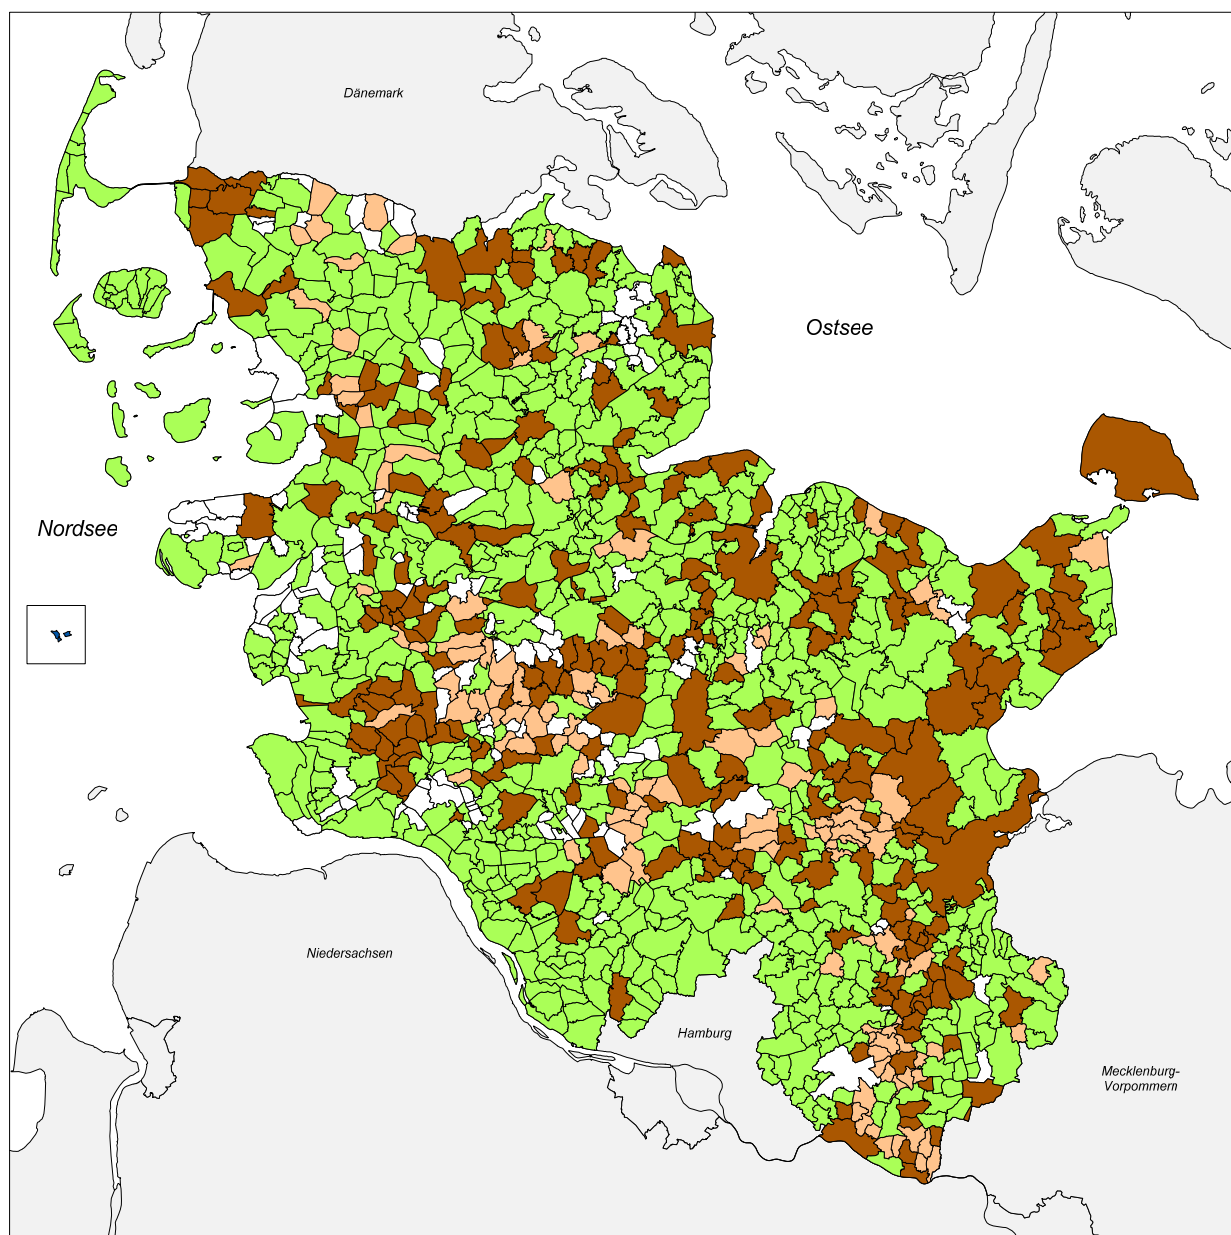 Dänemark
Ostsee
Nordsee
Niedersachsen
Hamburg
Mecklenburg-
Vorpommern